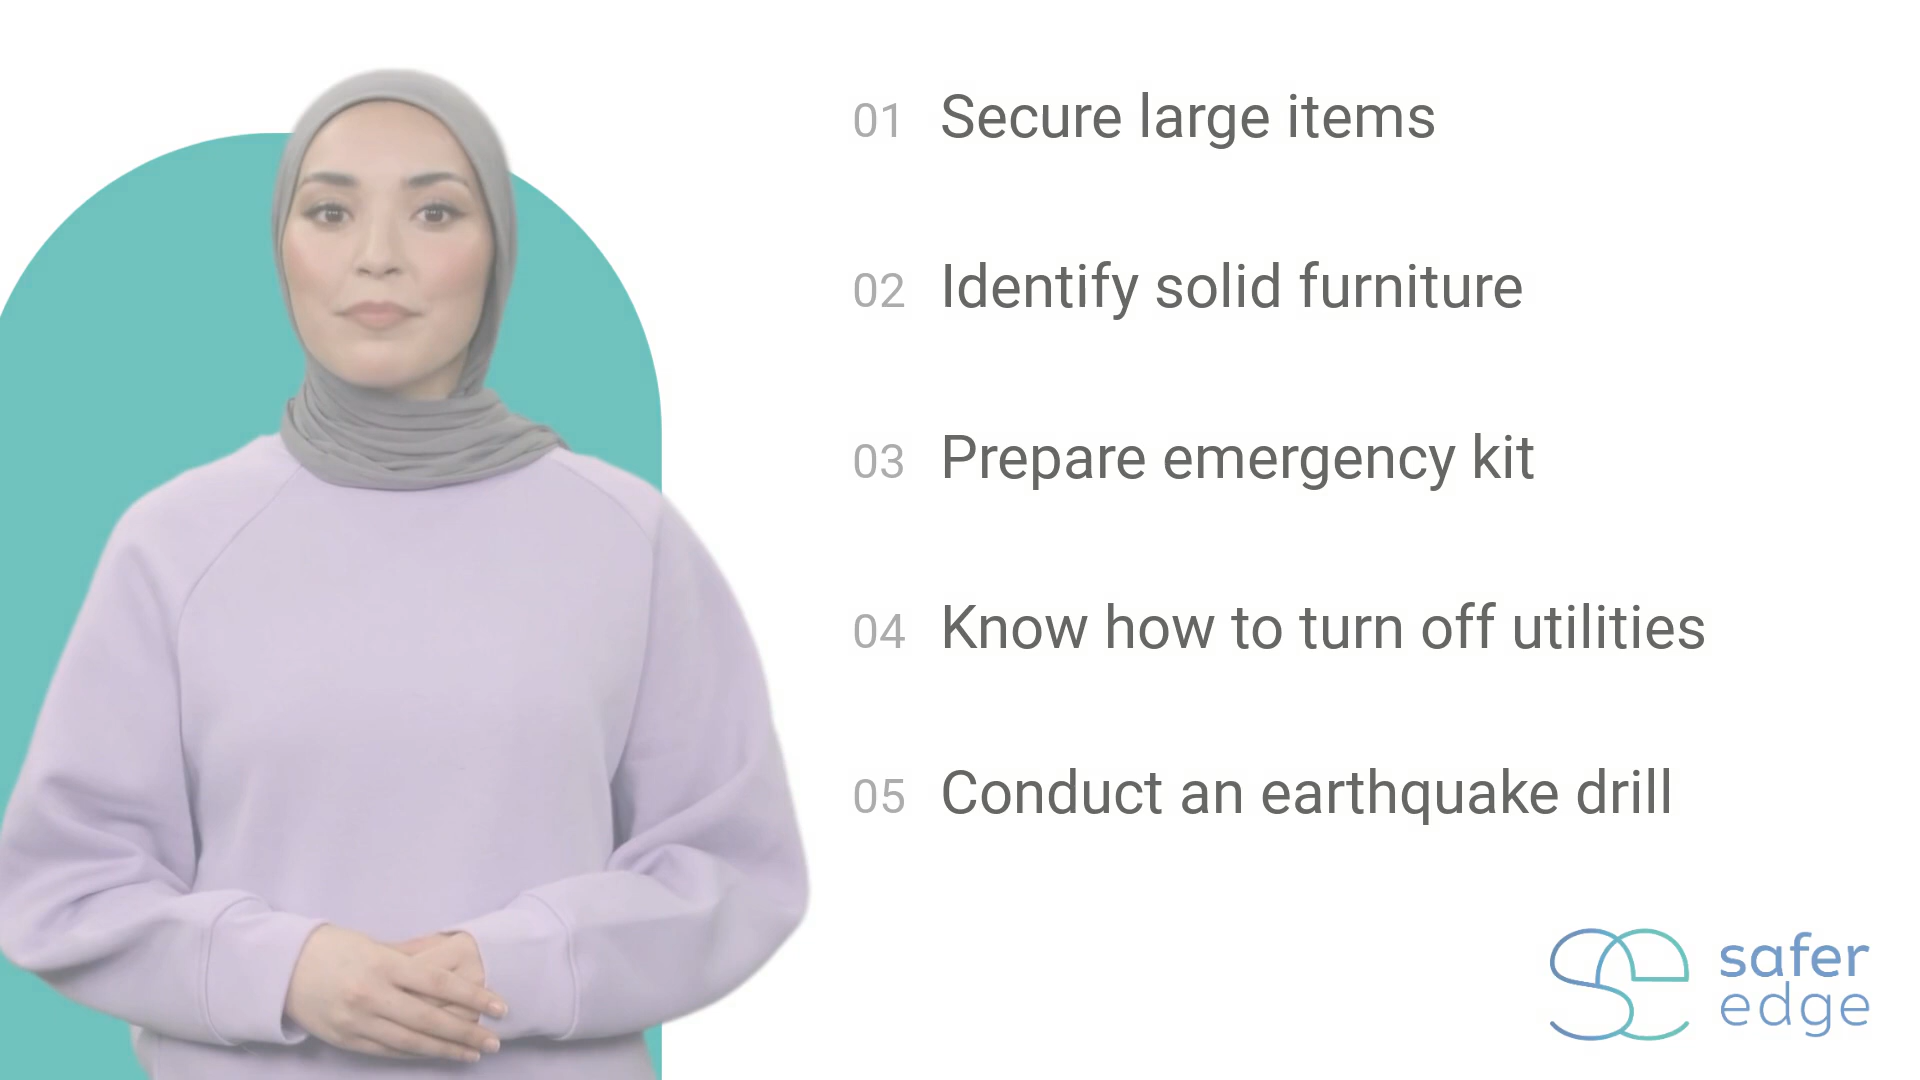 01 Secure large items
02 Identify solid furniture
03 Prepare emergency kit
04 Know how to turn off utilities
05 Conduct an earthquake drill
se safer
edge